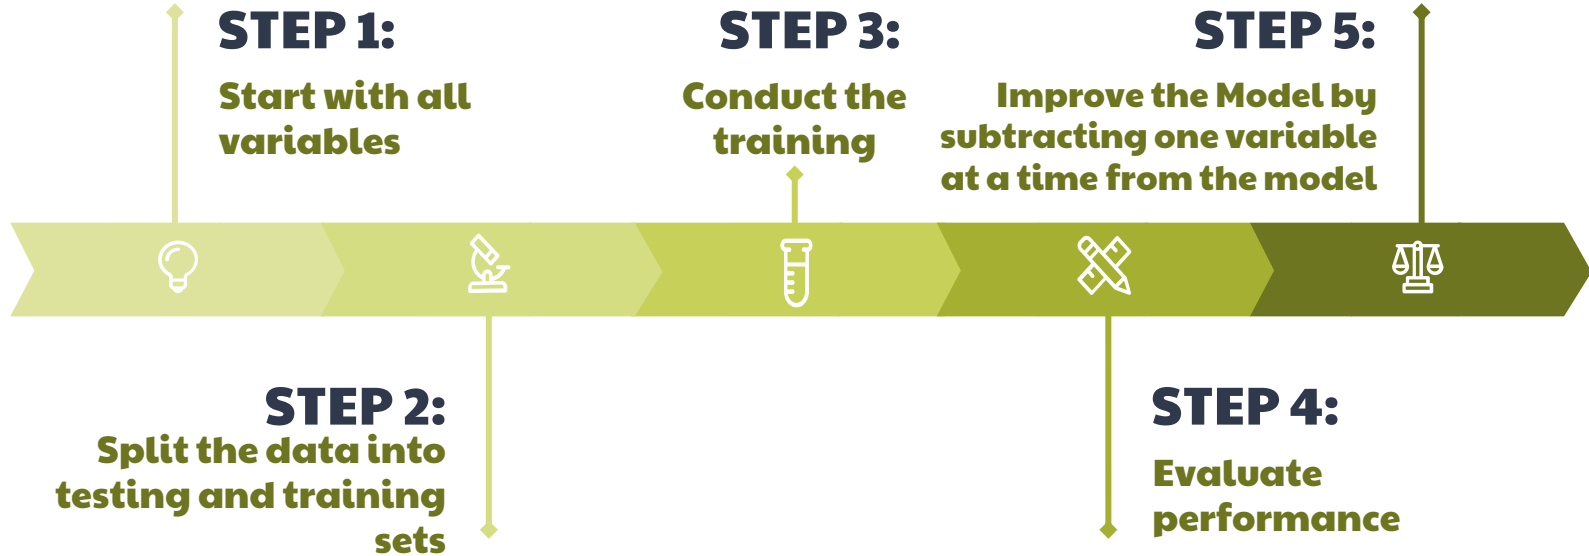 STEP 1:
Start with all
variables
STEP 2:
Split the data into
testing and training
sets
STEP 3:
Conduct the
training
STEP 4:
Evaluate
performance
STEP 5:
Improve the Model by
subtracting one variable
at a time from the model